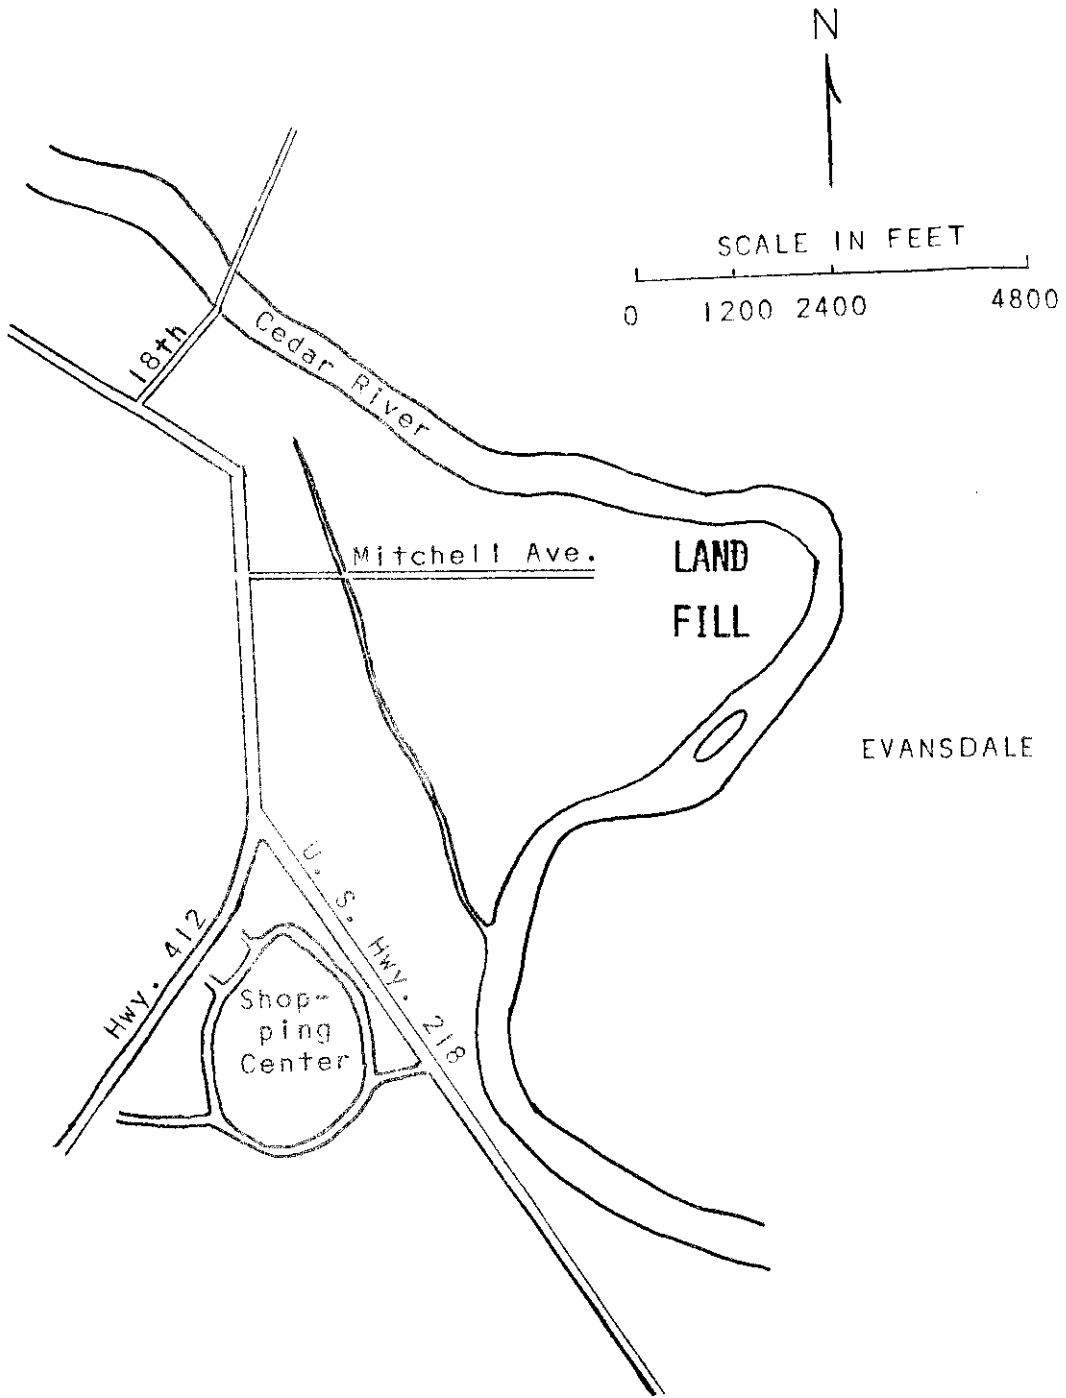 N
SCALE IN FEET
0 1200 2400 4800
18th
Cedar River
Mitchell Ave.
LAND
FILL
EVANSDALE
U. S. Hwy. 218
Hwy. 412
Shop-
ping
Center